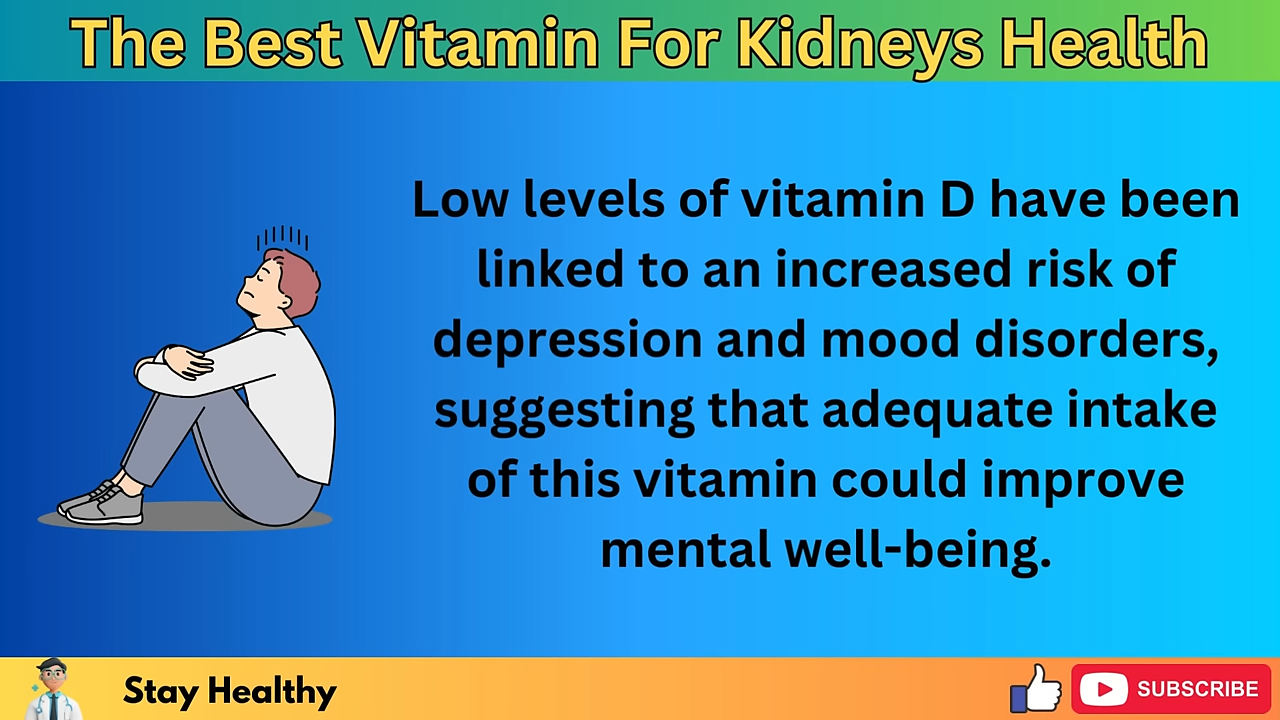 The Best Vitamin For Kidneys Health
Low levels of vitamin D have been
linked to an increased risk of
depression and mood disorders,
suggesting that adequate intake
of this vitamin could improve
mental well-being.
Stay Healthy
SUBSCRIBE